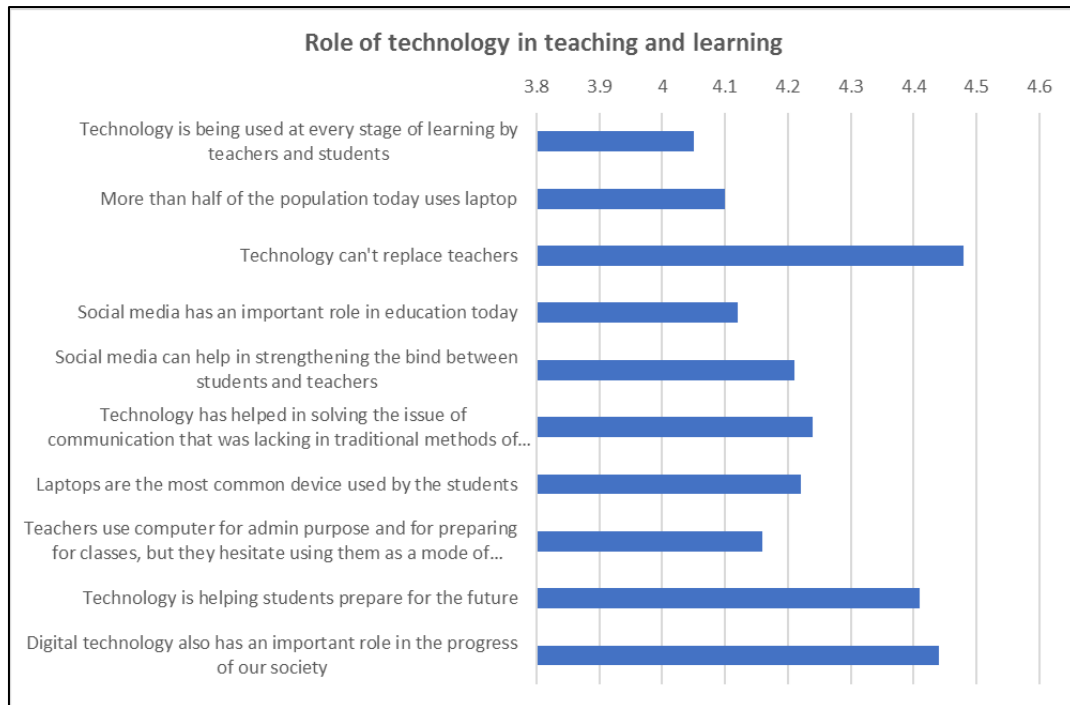 Role of technology in teaching and learning
3.8 3.9 4 4.1 4.2 4.3 4.4 4.5 4.6
Technology is being used at every stage of learning by
teachers and students
More than half of the population today uses laptop
Technology can't replace teachers
Social media has an important role in education today
Social media can help in strengthening the bind between
students and teachers
Technology has helped in solving the issue of
communication that was lacking in traditional methods of…
Laptops are the most common device used by the students
Teachers use computer for admin purpose and for preparing
for classes, but they hesitate using them as a mode of…
Technology is helping students prepare for the future
Digital technology also has an important role in the progress
of our society